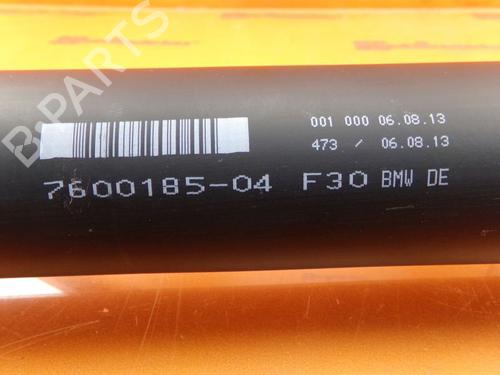 B-PARTS
001 000 06.08.13
473 / 06.08.13
7600185-04 F30 BMW DE